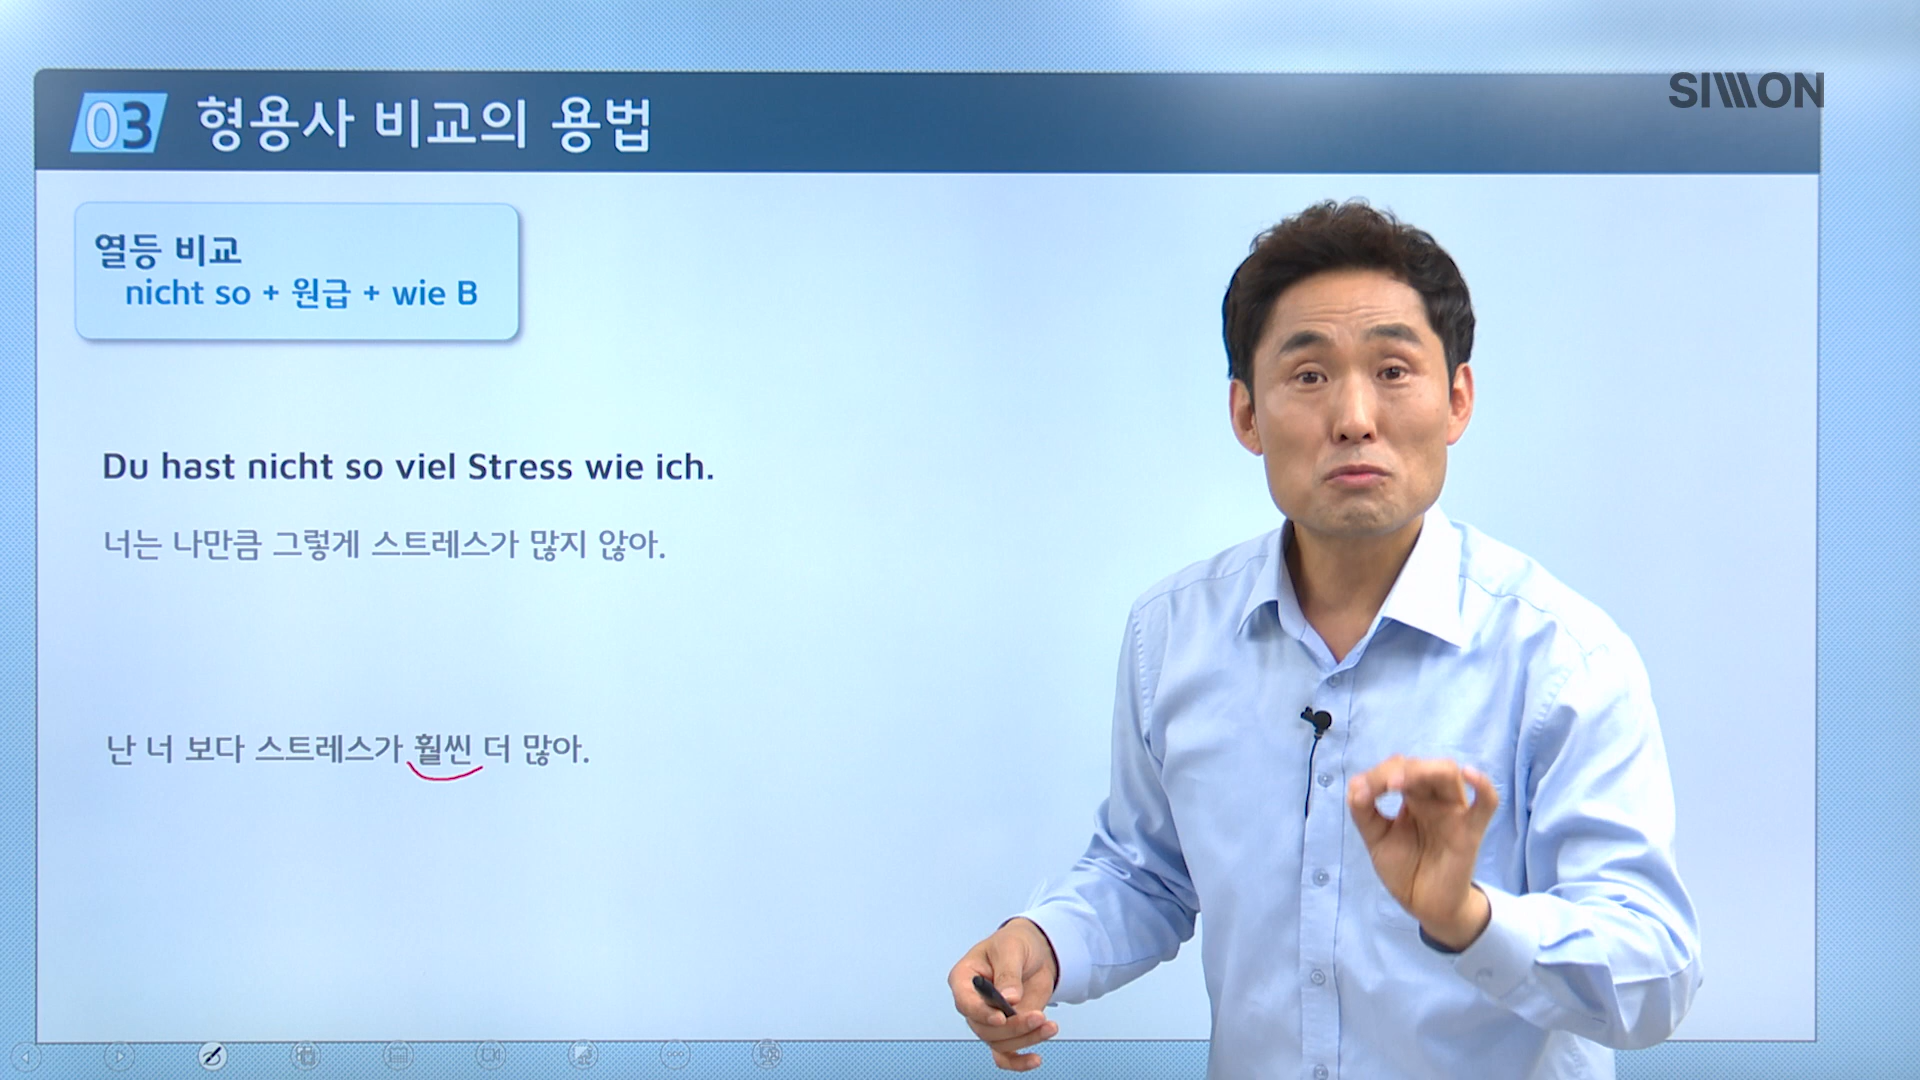 SIMON
03 형용사 비교의 용법
열등 비교
nicht so + 원급 + wie B
Du hast nicht so viel Stress wie ich.
너는 나만큼 그렇게 스트레스가 많지 않아.
난 너 보다 스트레스가 훨씬 더 많아.